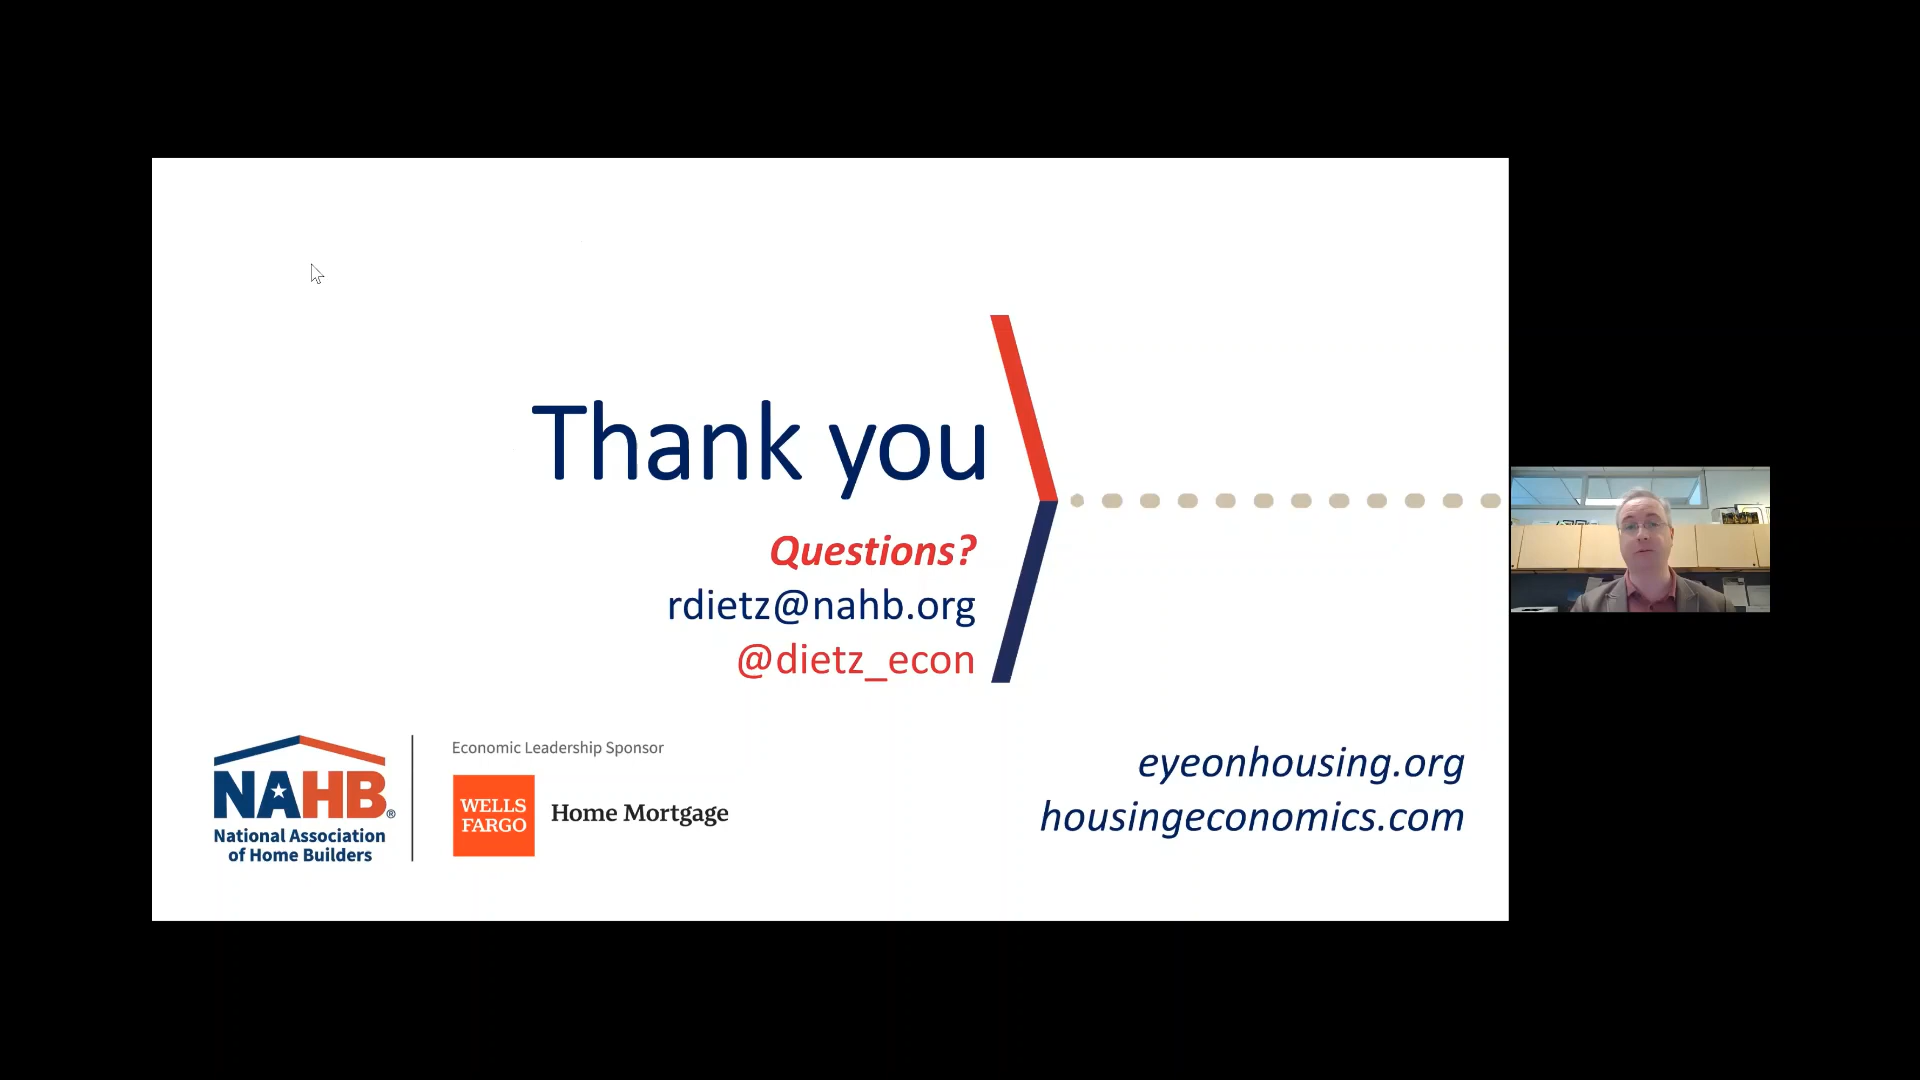 Thank you
Questions?
rdietz@nahb.org
@dietz_econ
NAHB®
National Association
of Home Builders
Economic Leadership Sponsor
WELLS
FARGO
Home Mortgage
eyeonhousing.org
housingeconomics.com